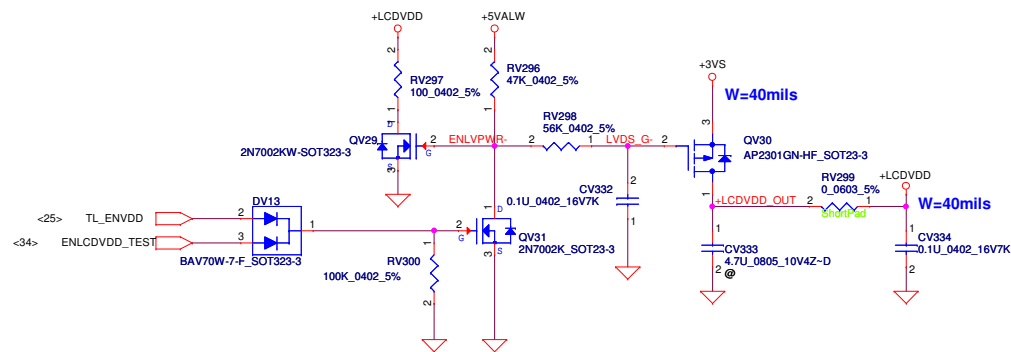 +LCDVDD
+5VALW
+3VS
W=40mils
2
RV297
100_0402_5%
1
2
RV296
47K_0402_5%
1
RV298
56K_0402_5%
3
QV30
AP2301GN-HF_SOT23-3
QV29
D
S
G
2
ENLVPWR-
2
1
LVDS_G-
2
2N7002KW-SOT323-3
3
1
+LCDVDD_OUT
RV299
0_0603_5%
2
1
ShortPad
+LCDVDD
W=40mils
CV332
0.1U_0402_16V7K
2
1
DV13
<25>
TL_ENVDD
2
1
<34>
ENLCDVDD_TEST
3
BAV70W-7-F_SOT323-3
1
D
2
G
S
3
QV31
2N7002K_SOT23-3
1
RV300
100K_0402_5%
2
1
CV333
4.7U_0805_10V4Z~D
2
@
1
CV334
0.1U_0402_16V7K
2